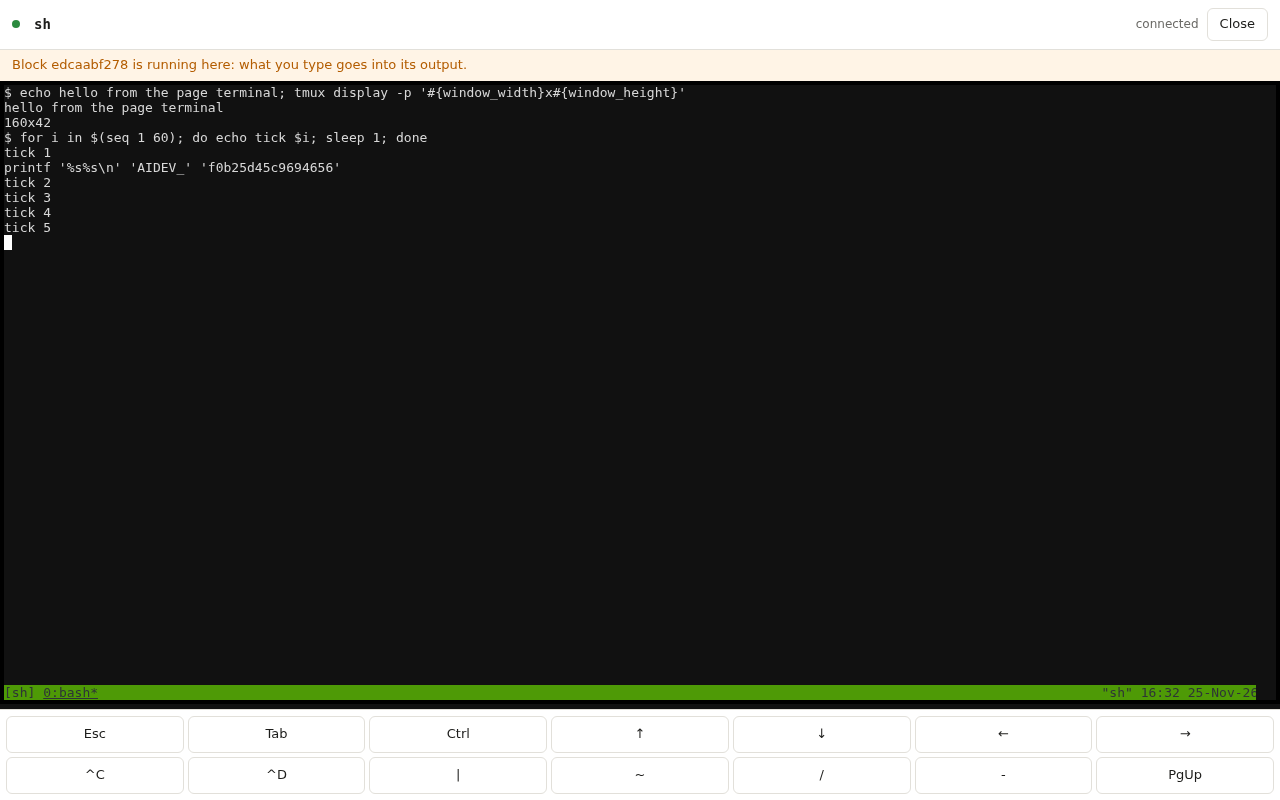 sh
connected
Close
Block edcaabf278 is running here: what you type goes into its output.
$ echo hello from the page terminal; tmux display -p '#{window_width}x#{window_height}'
hello from the page terminal
160x42
$ for i in $(seq 1 60); do echo tick $i; sleep 1; done
tick 1
printf '%s%s\n' 'AIDEV_' 'f0b25d45c9694656'
tick 2
tick 3
tick 4
tick 5
[sh] 0:bash* "sh" 16:32 25-Nov-26
Esc Tab Ctrl ↑ ↓ ← →
^C ^D | ~ / - PgUp